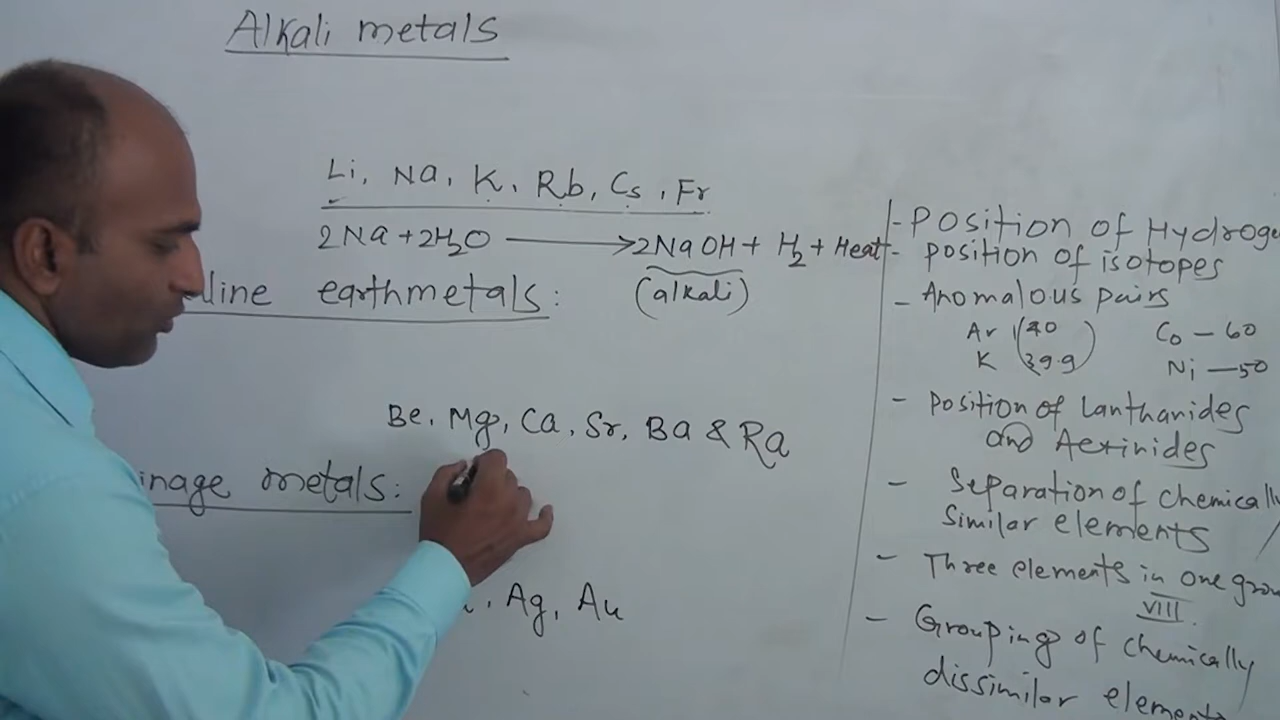 Alkali metals
Li, Na, K, Rb, Cs, Fr
2Na + 2H₂O ⟶ 2NaOH + H₂ + Heat
line earthmetals:
(alkali)
Be, Mg, Ca, Sr, Ba & Ra
inage metals:
Ag, Au
- Position of Hydroge
- position of isotopes
- Anomalous pairs
Ar (40 Co - 60
K 39.9) Ni - 50
- Position of Lanthanides
and Actinides
- Separation of chemicall
similar elements
- Three elements in one grou
VIII.
- Grouping of chemically
dissimilar element